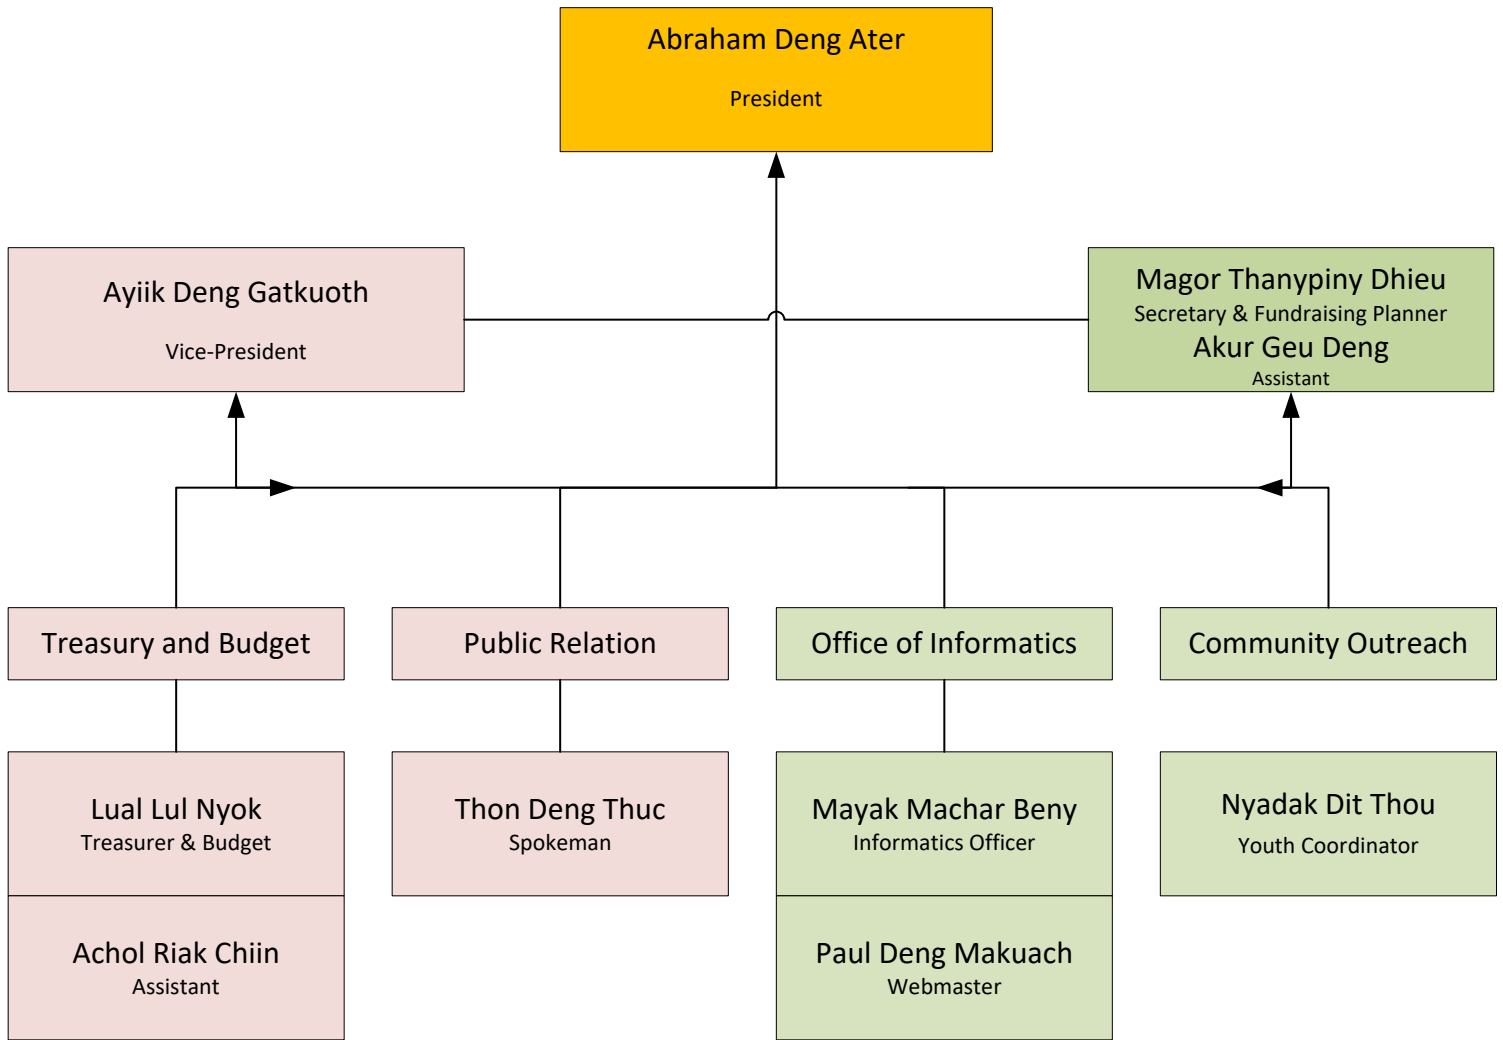 Abraham Deng Ater
President
Ayiik Deng Gatkuoth
Vice-President
Magor Thanypiny Dhieu
Secretary & Fundraising Planner
Akur Geu Deng
Assistant
Treasury and Budget
Public Relation
Office of Informatics
Community Outreach
Lual Lul Nyok
Treasurer & Budget
Thon Deng Thuc
Spokeman
Mayak Machar Beny
Informatics Officer
Nyadak Dit Thou
Youth Coordinator
Achol Riak Chiin
Assistant
Paul Deng Makuach
Webmaster